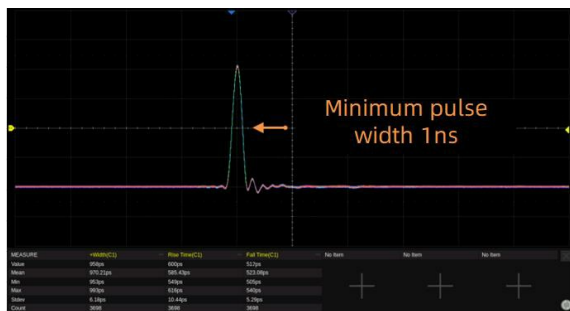 Minimum pulse
width 1ns
MEASURE +Width(C1) Rise Time(C1) Fall Time(C1) No Item No Item No Item
Value 958ps 600ps 512ps
Mean 970.21ps 585.43ps 523.08ps
Min 953ps 549ps 505ps
Max 993ps 618ps 540ps
Stdev 6.18ps 10.44ps 5.28ps
Count 3698 3698 3698